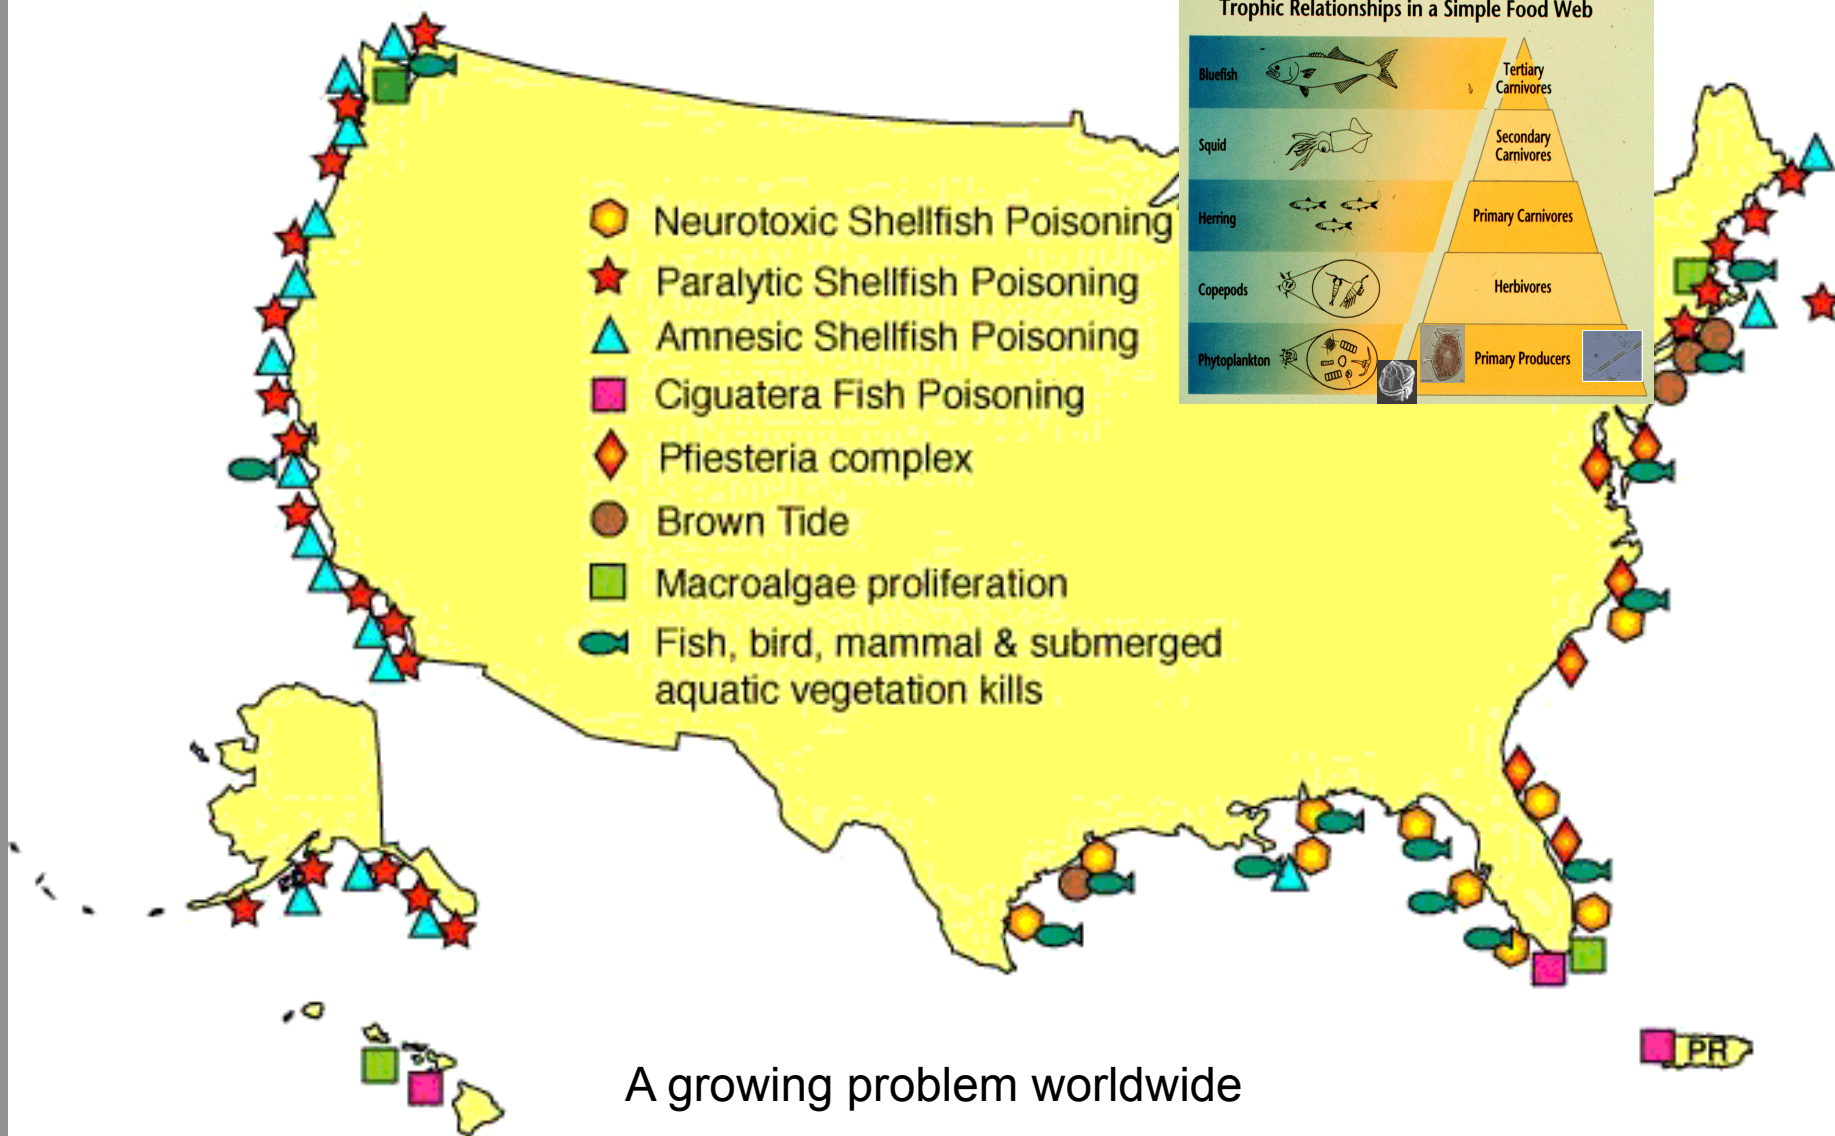 Trophic Relationships in a Simple Food Web
Bluefish
Tertiary
Carnivores
Squid
Secondary
Carnivores
Herring
Primary Carnivores
Copepods
Herbivores
Phytoplankton
Primary Producers
Neurotoxic Shellfish Poisoning
Paralytic Shellfish Poisoning
Amnesic Shellfish Poisoning
Ciguatera Fish Poisoning
Pfiesteria complex
Brown Tide
Macroalgae proliferation
Fish, bird, mammal & submerged
aquatic vegetation kills
PR
A growing problem worldwide